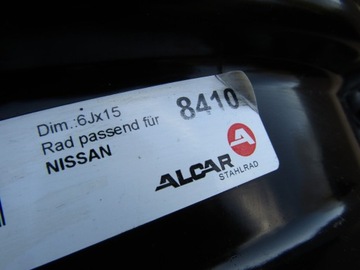 Dim.:6Jx15
8410
Rad passend für
NISSAN
ALCAR
STAHLRAD